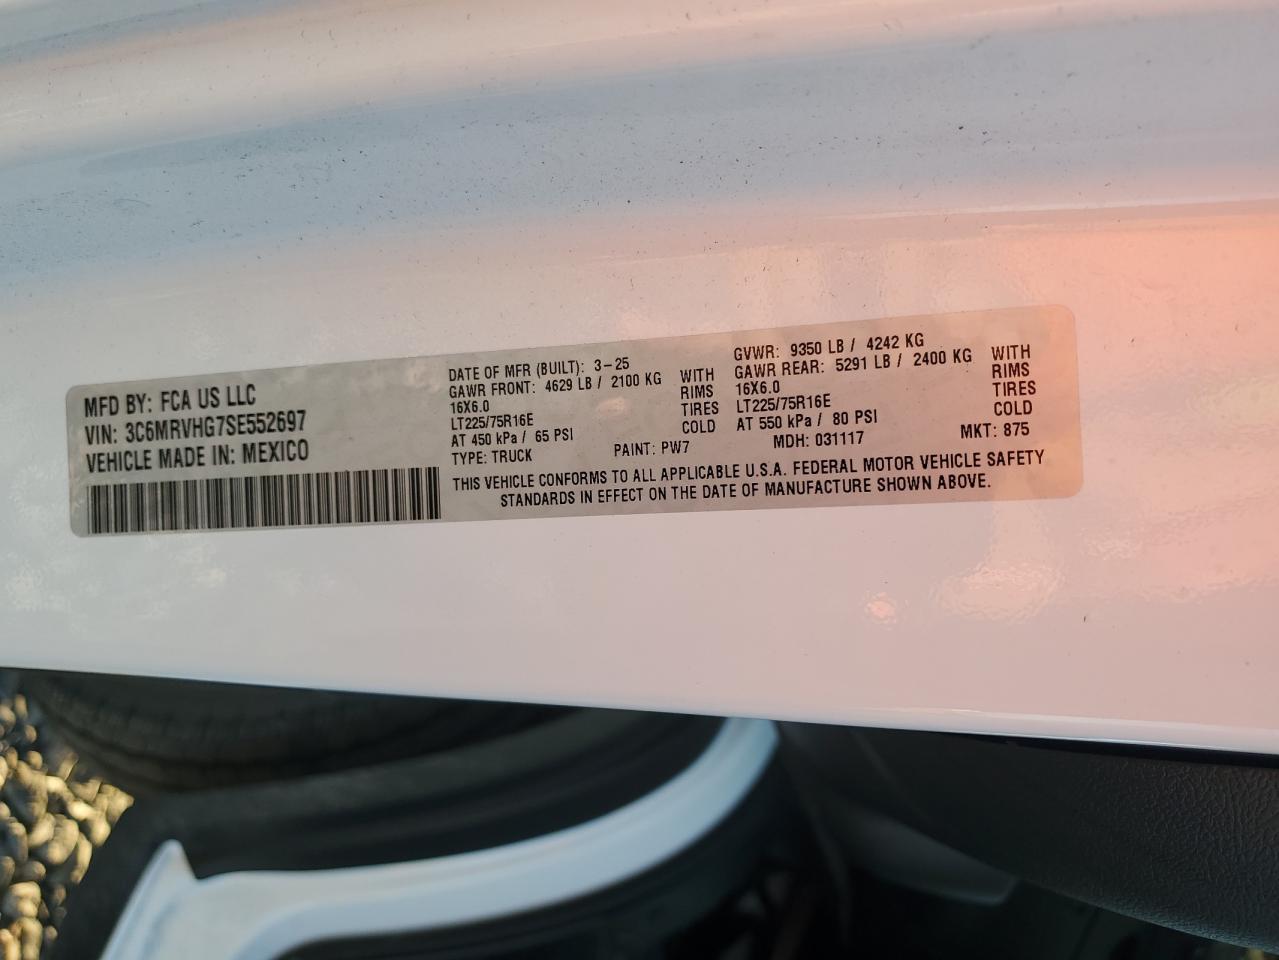 MFD BY: FCA US LLC
VIN: 3C6MRVHG7SE552697
VEHICLE MADE IN: MEXICO
DATE OF MFR (BUILT): 3-25
GAWR FRONT: 4629 LB / 2100 KG WITH
16X6.0 RIMS
LT225/75R16E TIRES
AT 450 kPa / 65 PSI COLD
TYPE: TRUCK PAINT: PW7
GVWR: 9350 LB / 4242 KG
GAWR REAR: 5291 LB / 2400 KG WITH
16X6.0 RIMS
LT225/75R16E TIRES
AT 550 kPa / 80 PSI COLD
MDH: 031117 MKT: 875
THIS VEHICLE CONFORMS TO ALL APPLICABLE U.S.A. FEDERAL MOTOR VEHICLE SAFETY
STANDARDS IN EFFECT ON THE DATE OF MANUFACTURE SHOWN ABOVE.